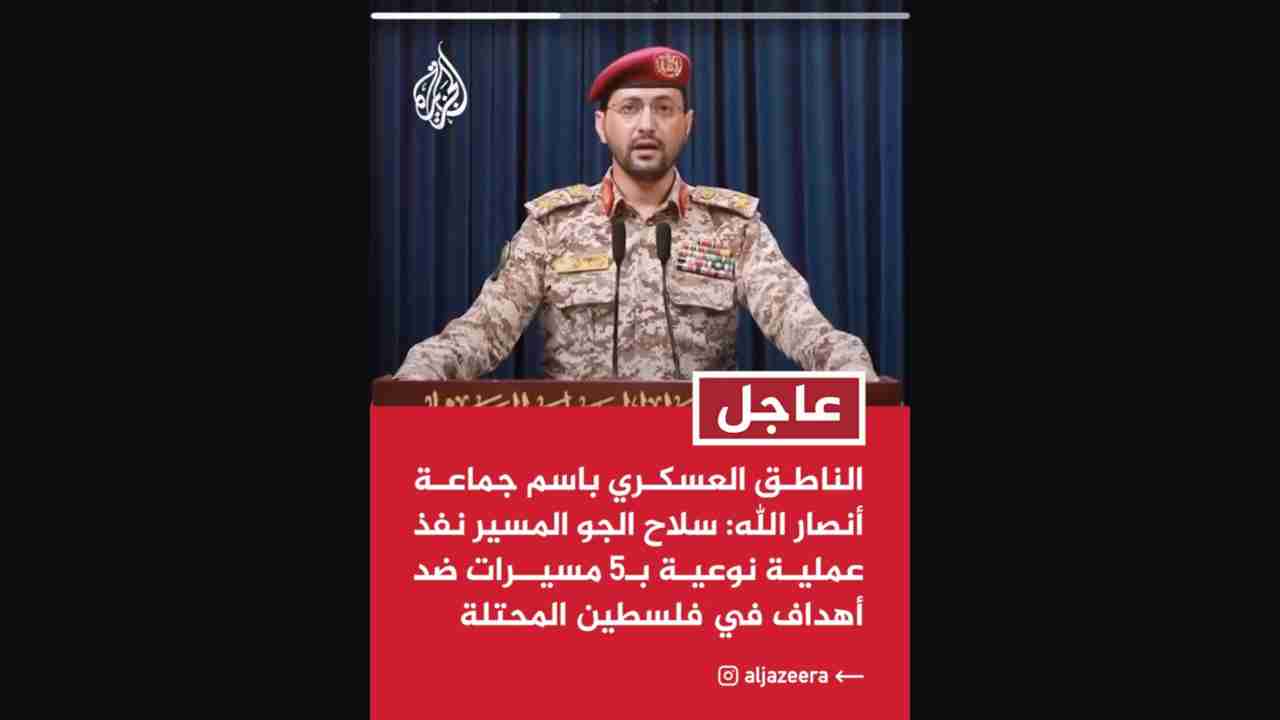 الجزيرة
عاجل
الناطق العسكري باسم جماعة
أنصار الله: سلاح الجو المسير نفذ
عملية نوعية بـ5 مسيرات ضد
أهداف في فلسطين المحتلة
aljazeera